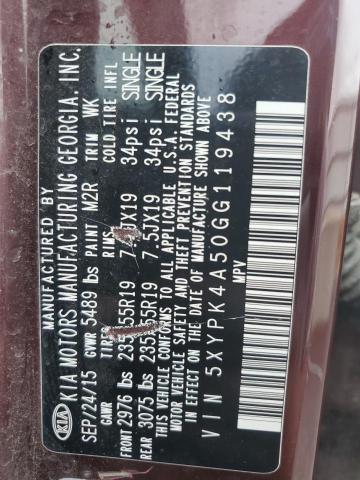 MANUFACTURED BY
KIA KIA MOTORS MANUFACTURING GEORGIA, INC.
SEP/24/15 GVWR 5489 lbs PAINT M2R TRIM WK
GAWR TIRE RIMS COLD TIRE INFL
FRONT 2976 lbs 235/55R19 7. JX19 34psi SINGLE
REAR 3075 lbs 235/55R19 7.5JX19 34psi SINGLE
THIS VEHICLE CONFORMS TO ALL APPLICABLE U.S.A. FEDERAL
MOTOR VEHICLE SAFETY AND THEFT PREVENTION STANDARDS
IN EFFECT ON THE DATE OF MANUFACTURE SHOWN ABOVE
VIN 5XYPK4A50GG119438
MPV